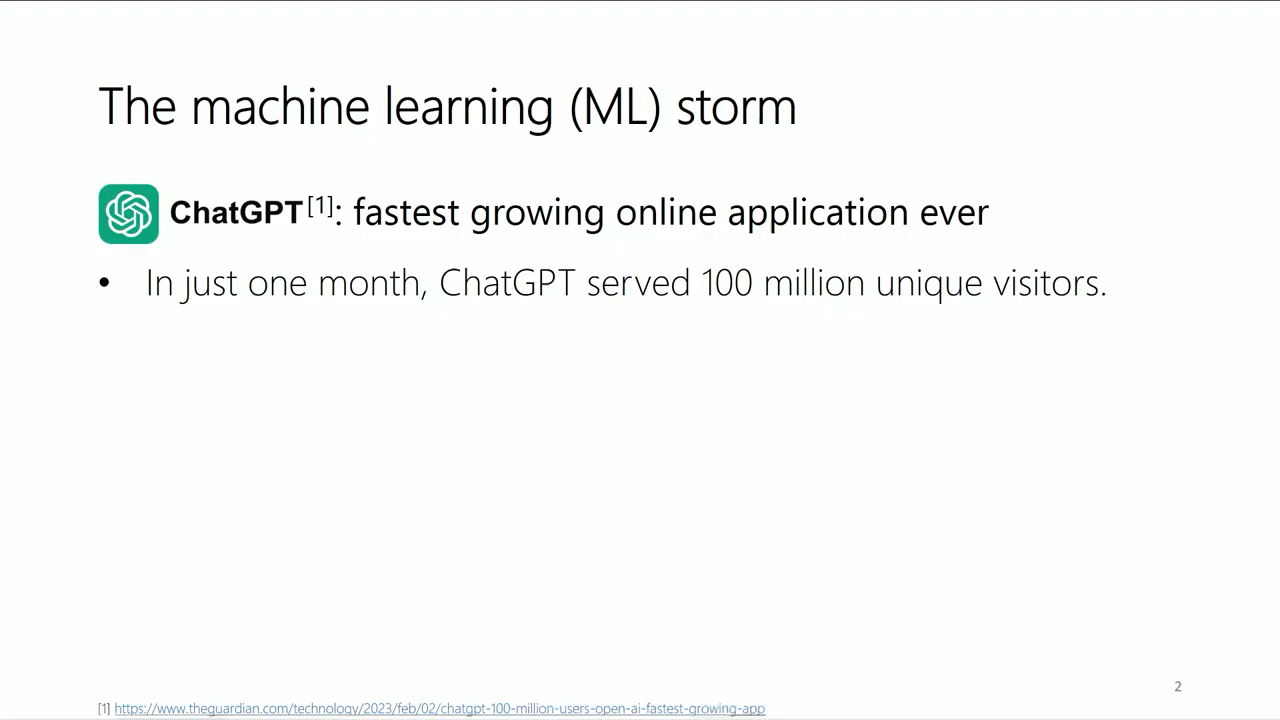 The machine learning (ML) storm
ChatGPT[1]: fastest growing online application ever
• In just one month, ChatGPT served 100 million unique visitors.
2
[1] https://www.theguardian.com/technology/2023/feb/02/chatgpt-100-million-users-open-ai-fastest-growing-app